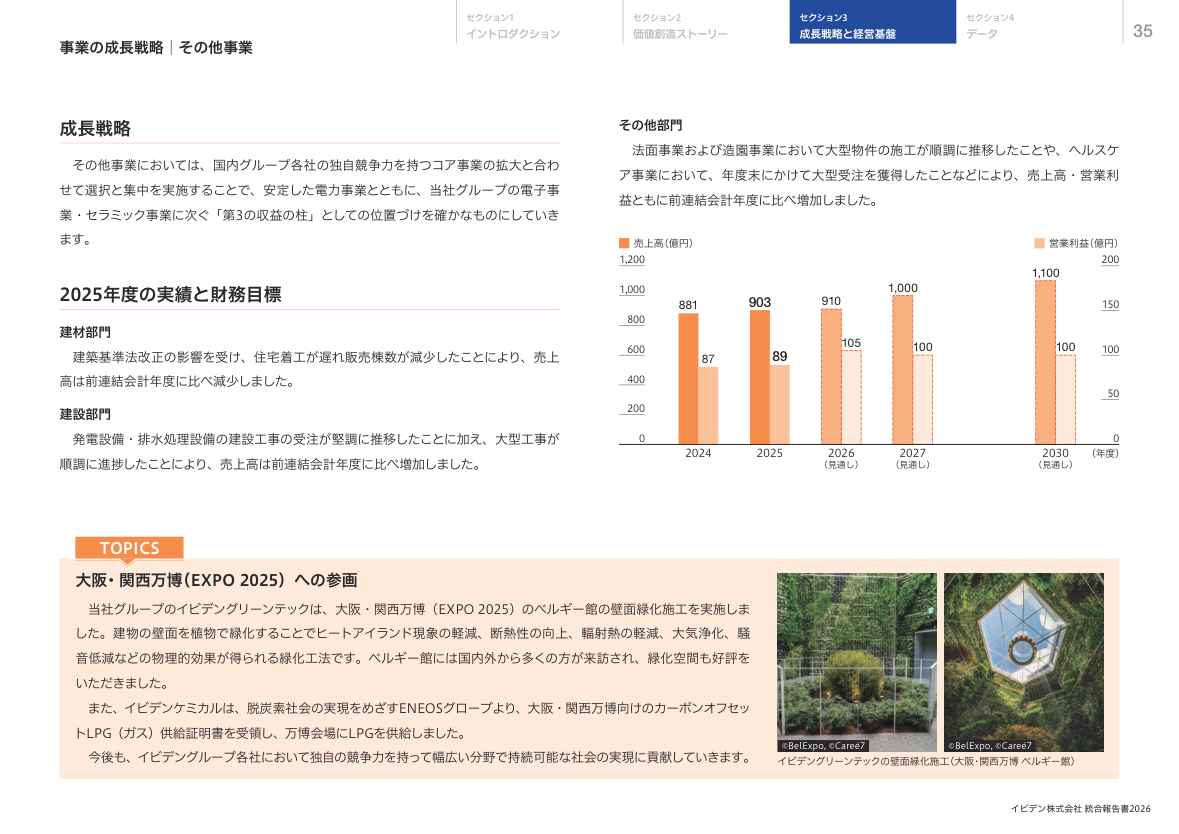 事業の成長戦略｜その他事業
セクション1
イントロダクション
セクション2
価値創造ストーリー
セクション3
成長戦略と経営基盤
セクション4
データ
35
成長戦略
その他事業においては、国内グループ各社の独自競争力を持つコア事業の拡大と合わ
せて選択と集中を実施することで、安定した電力事業とともに、当社グループの電子事
業・セラミック事業に次ぐ「第3の収益の柱」としての位置づけを確かなものにしていき
ます。
2025年度の実績と財務目標
建材部門
建築基準法改正の影響を受け、住宅着工が遅れ販売棟数が減少したことにより、売上
高は前連結会計年度に比べ減少しました。
建設部門
発電設備・排水処理設備の建設工事の受注が堅調に推移したことに加え、大型工事が
順調に進捗したことにより、売上高は前連結会計年度に比べ増加しました。
その他部門
法面事業および造園事業において大型物件の施工が順調に推移したことや、ヘルスケ
ア事業において、年度末にかけて大型受注を獲得したことなどにより、売上高・営業利
益ともに前連結会計年度に比べ増加しました。
売上高（億円） 営業利益（億円）
1,200
1,000
800
600
400
200
0
881
87
903
89
910
105
1,000
100
1,100
100
200
150
100
50
0
2024 2025 2026 2027 2030 （年度）
（見通し） （見通し） （見通し）
TOPICS
大阪・関西万博（EXPO 2025）への参画
当社グループのイビデングリーンテックは、大阪・関西万博（EXPO 2025）のベルギー館の壁面緑化施工を実施しま
した。建物の壁面を植物で緑化することでヒートアイランド現象の軽減、断熱性の向上、輻射熱の軽減、大気浄化、騒
音低減などの物理的効果が得られる緑化工法です。ベルギー館には国内外から多くの方が来訪され、緑化空間も好評を
いただきました。
また、イビデンケミカルは、脱炭素社会の実現をめざすENEOSグローブより、大阪・関西万博向けのカーボンオフセッ
トLPG（ガス）供給証明書を受領し、万博会場にLPGを供給しました。
今後も、イビデングループ各社において独自の競争力を持って幅広い分野で持続可能な社会の実現に貢献していきます。
©BelExpo, ©Careé7
©BelExpo, ©Careé7
イビデングリーンテックの壁面緑化施工（大阪・関西万博 ベルギー館）
イビデン株式会社 統合報告書2026